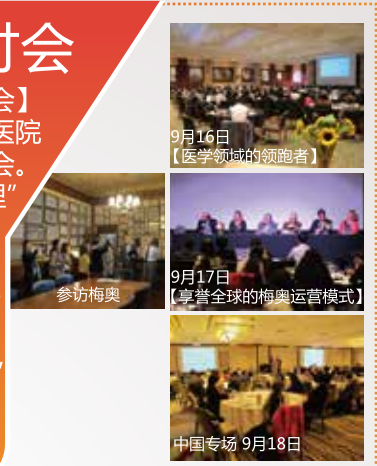 讨会
会】
医院
会。
理”
9月16日
【医学领域的领跑者】
参访梅奥
9月17日
【享誉全球的梅奥运营模式】
中国专场 9月18日